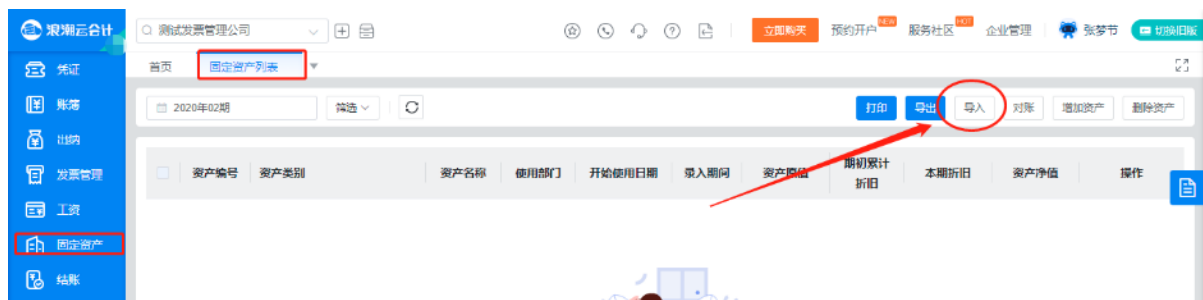 浪潮云会计
测试发票管理公司
立即购买 预约开户 NEW 服务社区 HOT 企业管理 张梦节 切换旧版
凭证
首页 固定资产列表
账簿
2020年02期 筛选 打印 导出 导入 对账 增加资产 删除资产
出纳
发票管理
资产编号 资产类别 资产名称 使用部门 开始使用日期 录入期间 资产原值 期初累计 本期折旧 资产净值 操作
折旧
工资
固定资产
结账